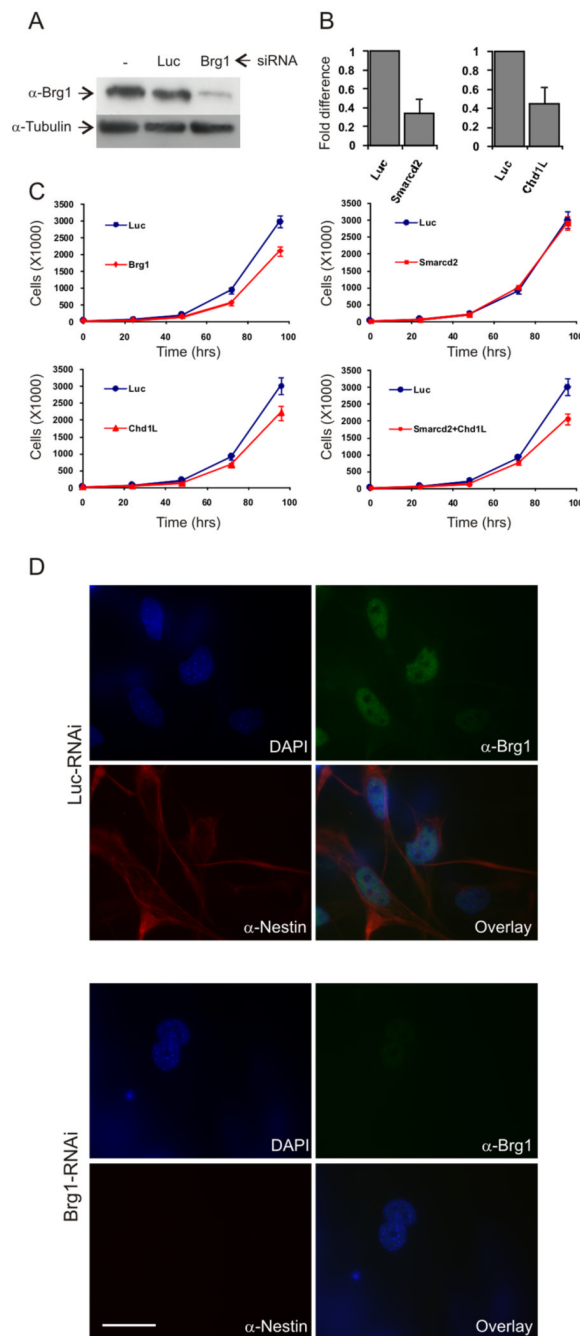 A
- Luc Brg1 siRNA
α-Brg1
α-Tubulin
B
Fold difference
1
0.8
0.6
0.4
0.2
0
Luc
Smarcd2
1
0.8
0.6
0.4
0.2
0
Luc
Chd1L
C
Cells (X1000)
3500
3000
2500
2000
1500
1000
500
0
Luc
Brg1
0 20 40 60 80 100
Time (hrs)
3500
3000
2500
2000
1500
1000
500
0
Luc
Smarcd2
0 20 40 60 80 100
Time (hrs)
Cells (X1000)
3500
3000
2500
2000
1500
1000
500
0
Luc
Chd1L
0 20 40 60 80 100
Time (hrs)
3500
3000
2500
2000
1500
1000
500
0
Luc
Smarcd2+Chd1L
0 20 40 60 80 100
Time (hrs)
D
Luc-RNAi
DAPI
α-Brg1
α-Nestin
Overlay
Brg1-RNAi
DAPI
α-Brg1
α-Nestin
Overlay